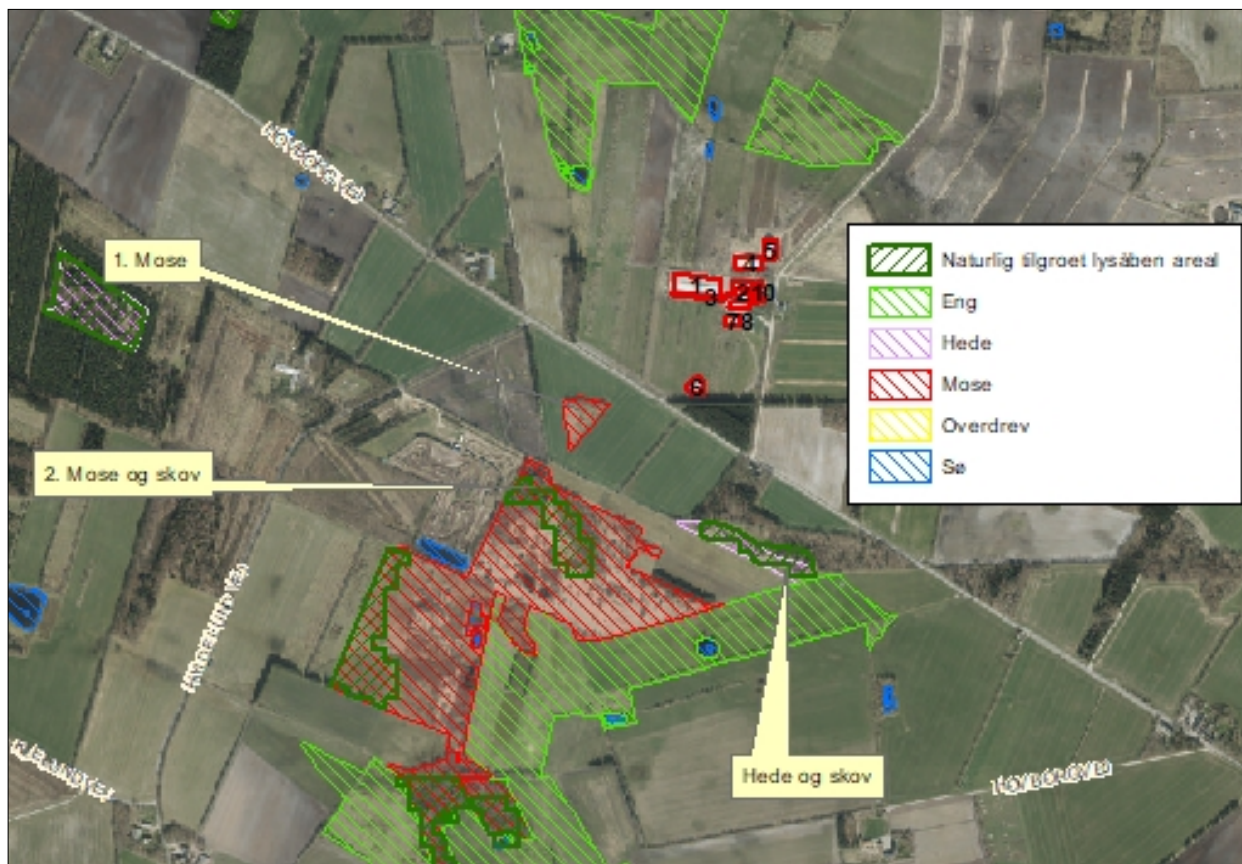 1. Mose
2. Mose og skov
Hede og skov
5
4
1
3
2
10
7
8
6
Naturlig tilgroet lysåben areal
Eng
Hede
Mose
Overdrev
Sø